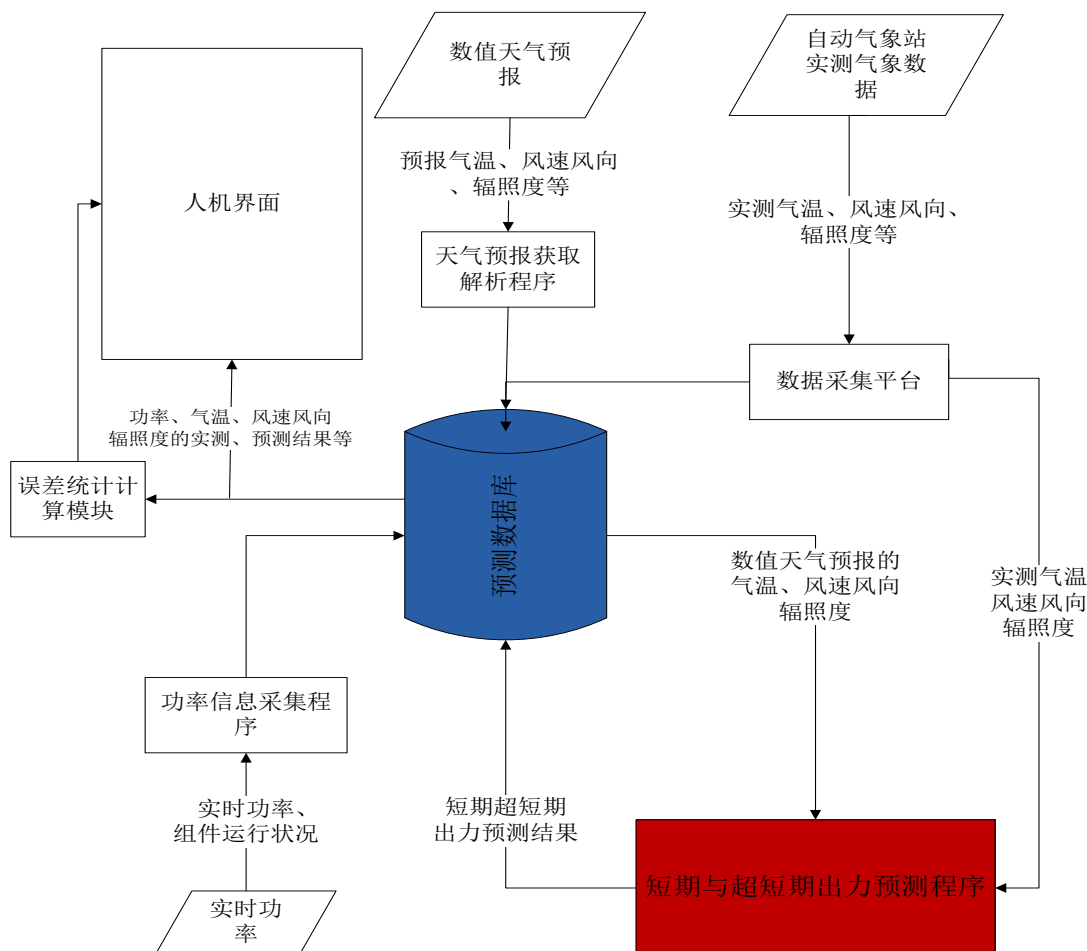 数值天气预
报
自动气象站
实测气象数
据
预报气温、风速风向
、辐照度等
人机界面
实测气温、风速风向、
辐照度等
天气预报获取
解析程序
数据采集平台
功率、气温、风速风向
辐照度的实测、预测结果等
误差统计计
算模块
预测数据库
数值天气预报的
气温、风速风向
辐照度
实测气温
风速风向
辐照度
功率信息采集程
序
实时功率、
组件运行状况
短期超短期
出力预测结果
短期与超短期出力预测程序
实时功
率